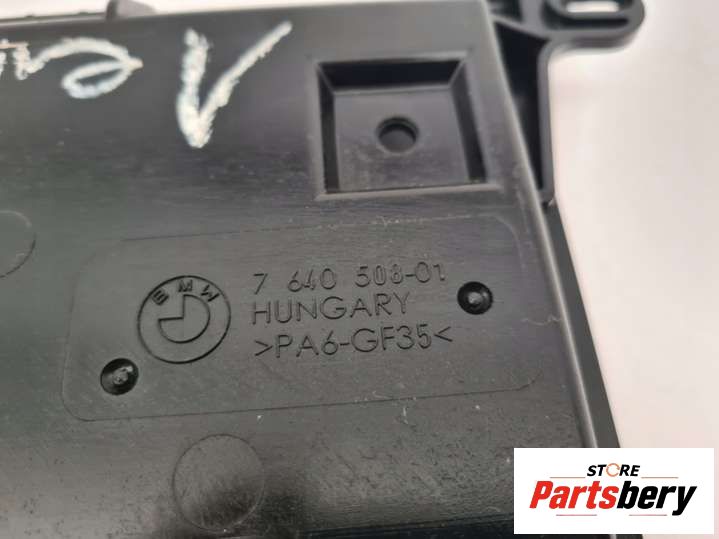 BMW
7 640 508-01
HUNGARY
>PA6-GF35<
STORE
Partsbery